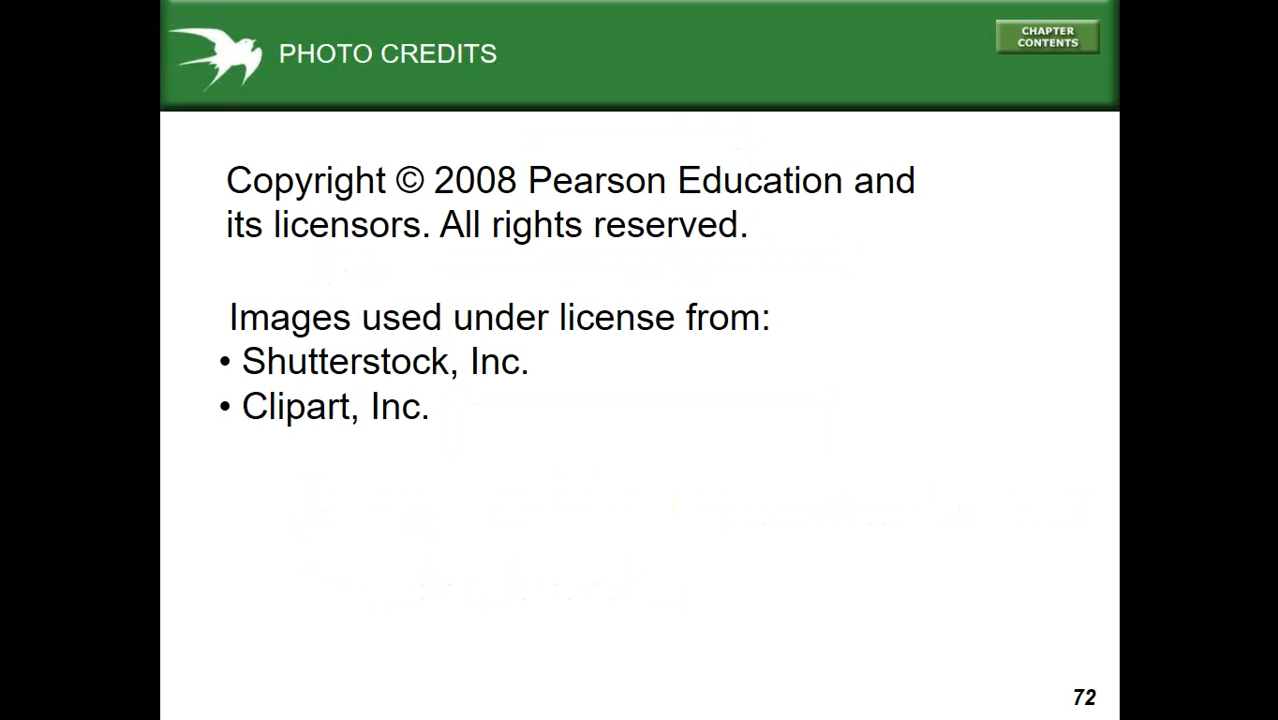 PHOTO CREDITS
CHAPTER
CONTENTS
Copyright © 2008 Pearson Education and
its licensors. All rights reserved.
Images used under license from:
• Shutterstock, Inc.
• Clipart, Inc.
72